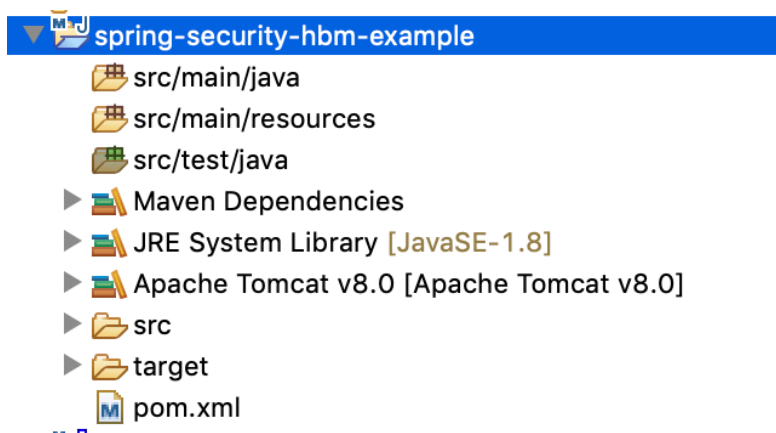 spring-security-hbm-example
src/main/java
src/main/resources
src/test/java
Maven Dependencies
JRE System Library [JavaSE-1.8]
Apache Tomcat v8.0 [Apache Tomcat v8.0]
src
target
pom.xml